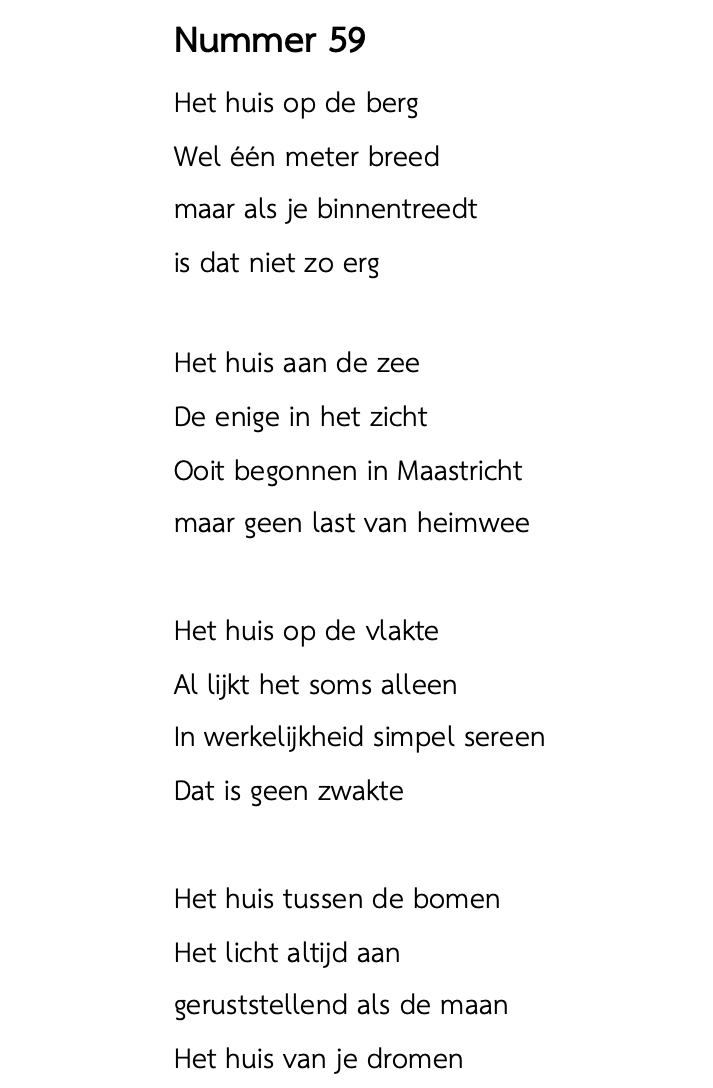 Nummer 59
Het huis op de berg
Wel één meter breed
maar als je binnentreedt
is dat niet zo erg
Het huis aan de zee
De enige in het zicht
Ooit begonnen in Maastricht
maar geen last van heimwee
Het huis op de vlakte
Al lijkt het soms alleen
In werkelijkheid simpel sereen
Dat is geen zwakte
Het huis tussen de bomen
Het licht altijd aan
geruststellend als de maan
Het huis van je dromen